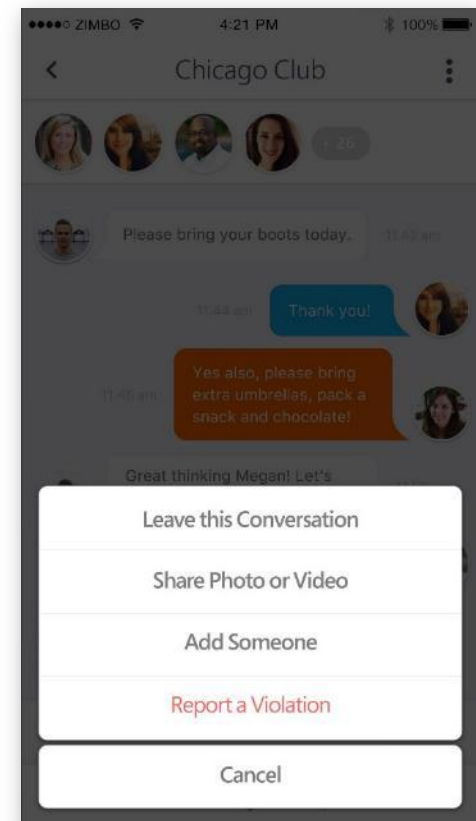 ZIMBO 4:21 PM 100%
Chicago Club
+ 26
Please bring your boots today. 11:43 am
11:44 am Thank you!
Yes also, please bring
11:45 am extra umbrellas, pack a
snack and chocolate!
Great thinking Megan! Let's
Leave this Conversation
Share Photo or Video
Add Someone
Report a Violation
Cancel